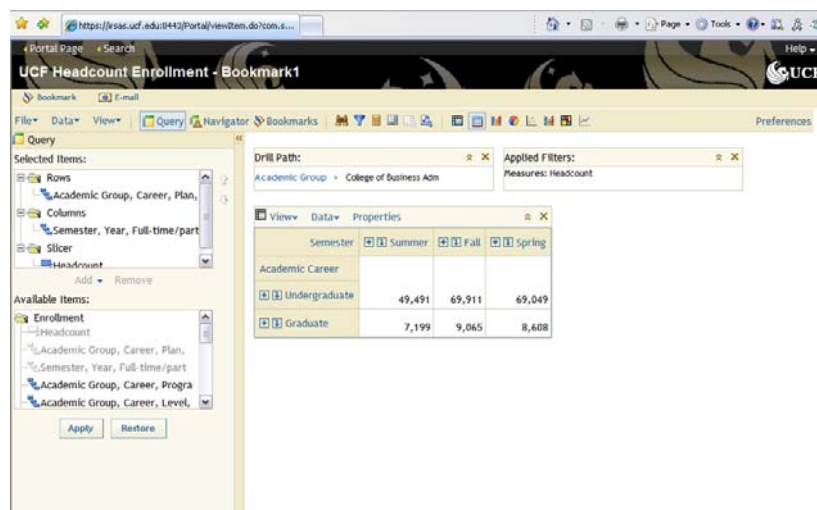 https://rsas.ucf.edu:8443/Portal/viewItem.do?com.s...
Page Tools
Portal Page Search Help
UCF Headcount Enrollment - Bookmark1 UCF
Bookmark E-mail
File Data View Query Navigator Bookmarks Preferences
Query
Selected Items:
Rows
Academic Group, Career, Plan,
Columns
Semester, Year, Full-time/part
Slicer
Headcount
Add Remove
Available Items:
Enrollment
Headcount
Academic Group, Career, Plan,
Semester, Year, Full-time/part
Academic Group, Career, Progra
Academic Group, Career, Level,
Apply Restore
Drill Path:
Academic Group > College of Business Adm
Applied Filters:
Measures: Headcount
View Data Properties
Semester Summer Fall Spring
Academic Career
Undergraduate 49,491 69,911 69,049
Graduate 7,199 9,065 8,608